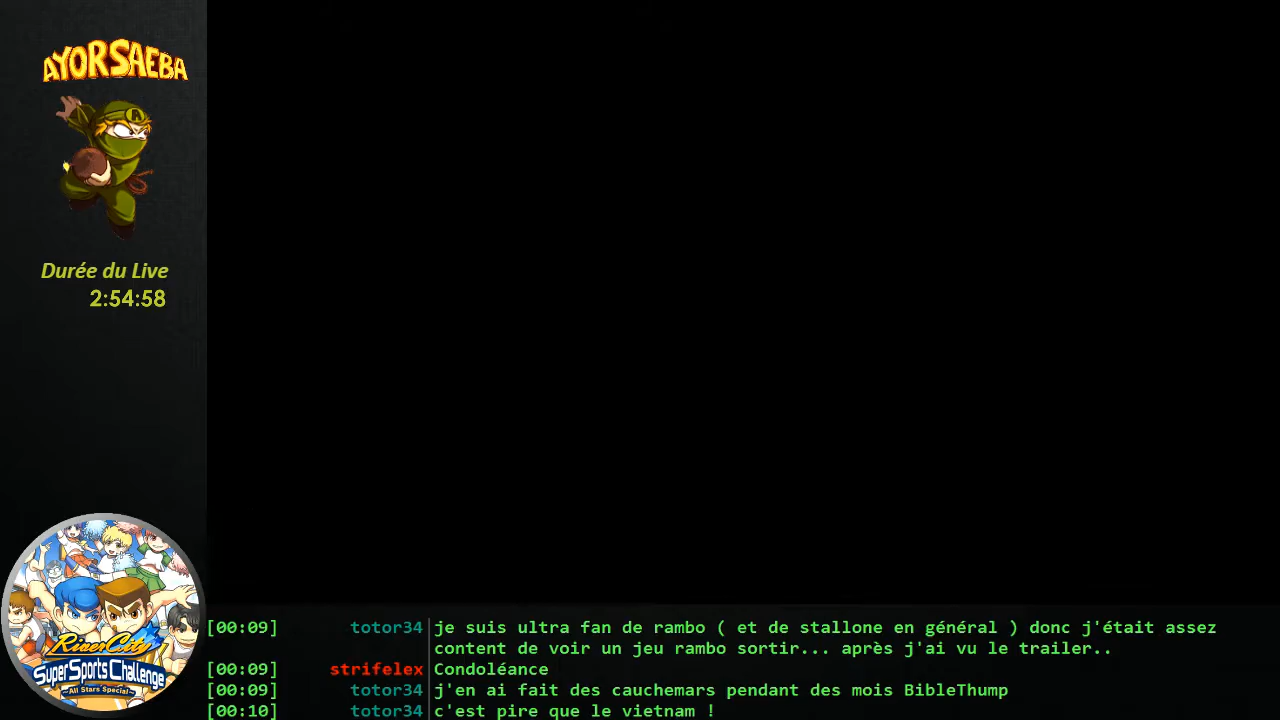 AYORSAEBA
Durée du Live
2:54:58
River City
Super Sports Challenge
~All Stars Special~
[00:09] totor34 je suis ultra fan de rambo ( et de stallone en général ) donc j'était assez
content de voir un jeu rambo sortir... après j'ai vu le trailer..
[00:09] strifelex Condoléance
[00:09] totor34 j'en ai fait des cauchemars pendant des mois BibleThump
[00:10] totor34 c'est pire que le vietnam !